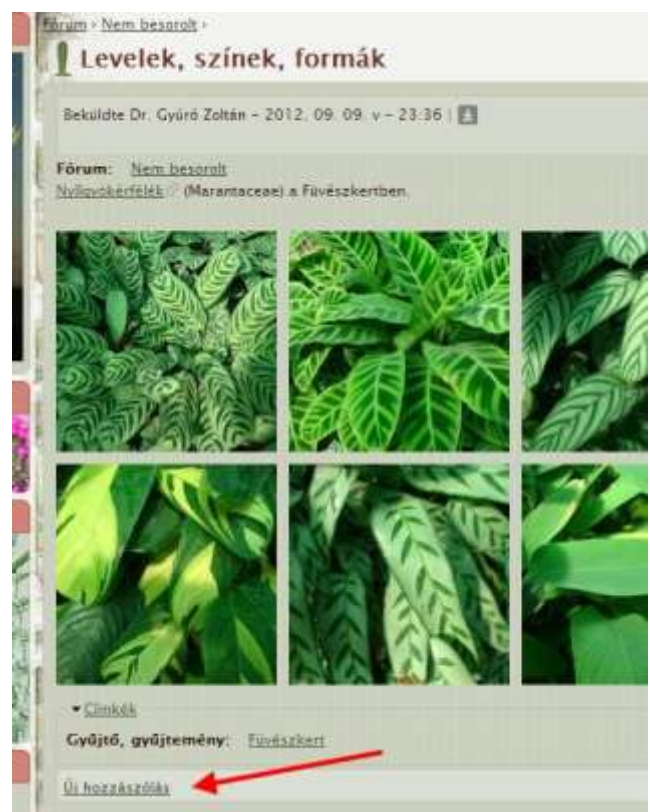 Fórum › Nem besorolt ›
Levelek, színek, formák
Beküldte Dr. Gyúró Zoltán – 2012. 09. 09. v – 23:36 |
Fórum: Nem besorolt
Nyílgyökérfélék (Marantaceae) a Füvészkertben.
Címkék
Gyűjtő, gyűjtemény: Füvészkert
Új hozzászólás